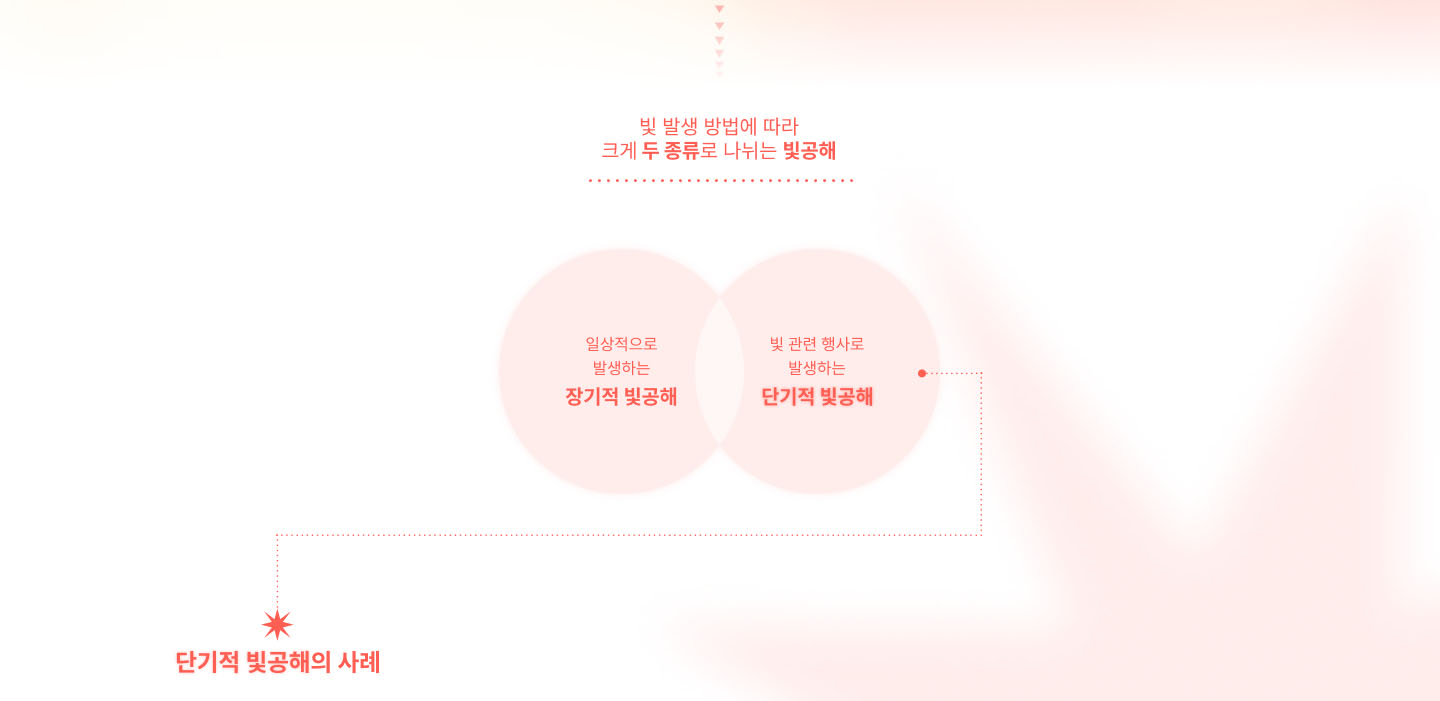 빛 발생 방법에 따라
크게 두 종류로 나뉘는 빛공해
일상적으로
발생하는
장기적 빛공해
빛 관련 행사로
발생하는
단기적 빛공해
단기적 빛공해의 사례